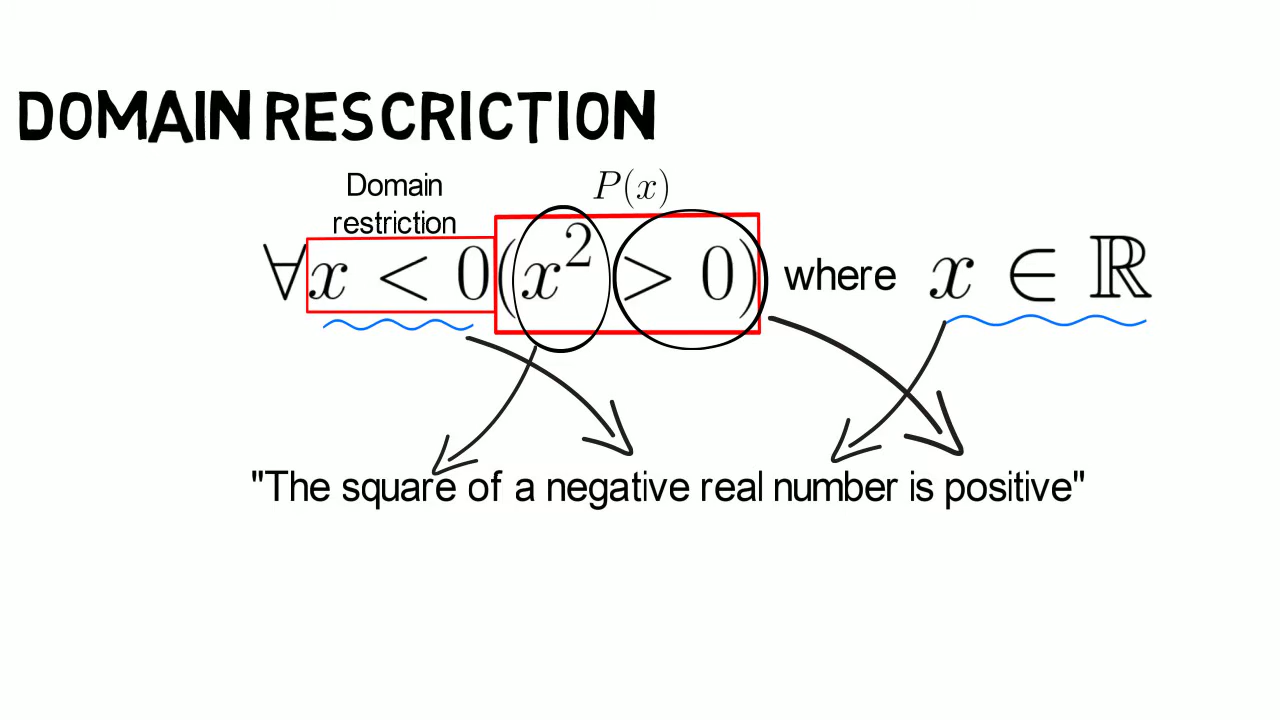 DOMAIN RESCRICTION
Domain
restriction
P(x)
∀x < 0(x² > 0) where x ∈ ℝ
"The square of a negative real number is positive"